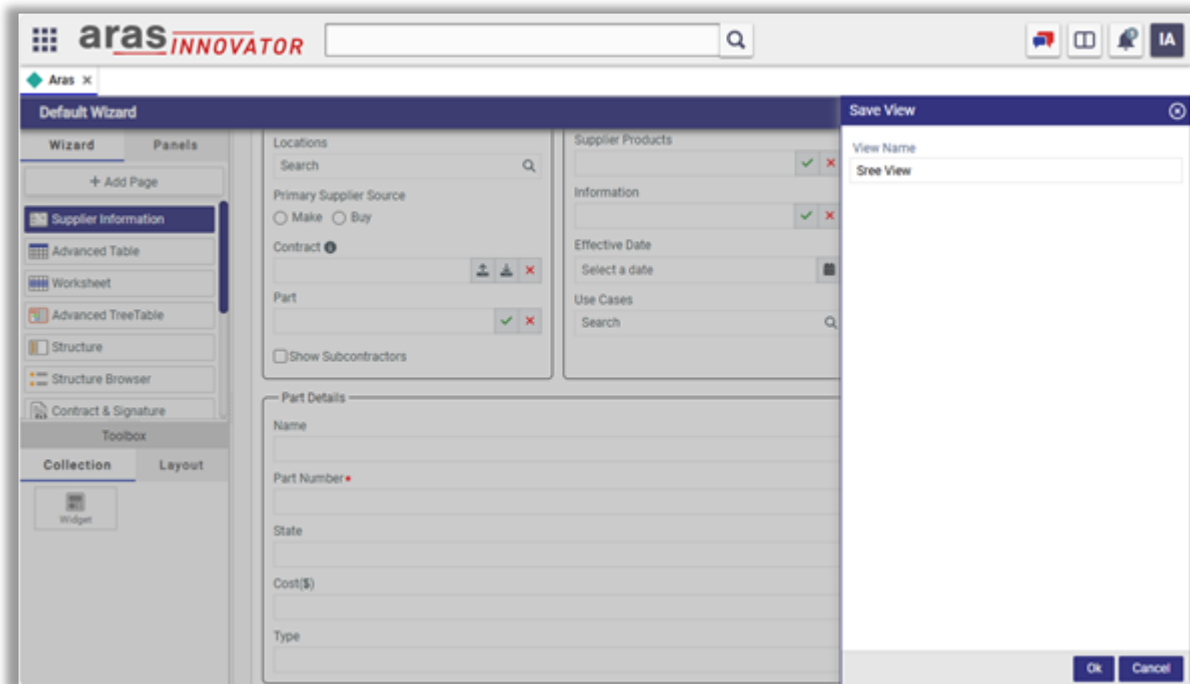 aras INNOVATOR
IA
Aras ×
Default Wizard
Wizard Panels
+ Add Page
Supplier Information
Advanced Table
Worksheet
Advanced TreeTable
Structure
Structure Browser
Contract & Signature
Toolbox
Collection Layout
Widget
Locations
Search
Primary Supplier Source
Make Buy
Contract
Part
Show Subcontractors
Supplier Products
Information
Effective Date
Select a date
Use Cases
Search
Part Details
Name
Part Number
State
Cost($)
Type
Save View
View Name
Sree View
Ok Cancel